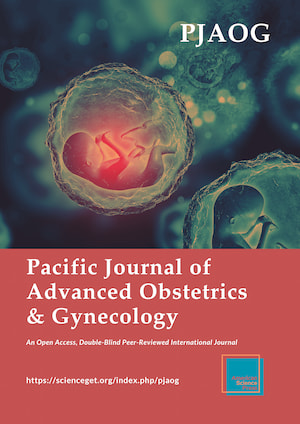 PJAOG
Pacific Journal of
Advanced Obstetrics
& Gynecology
An Open Access, Double-Blind Peer-Reviewed International Journal
https://scienceget.org/index.php/pjaog
Science